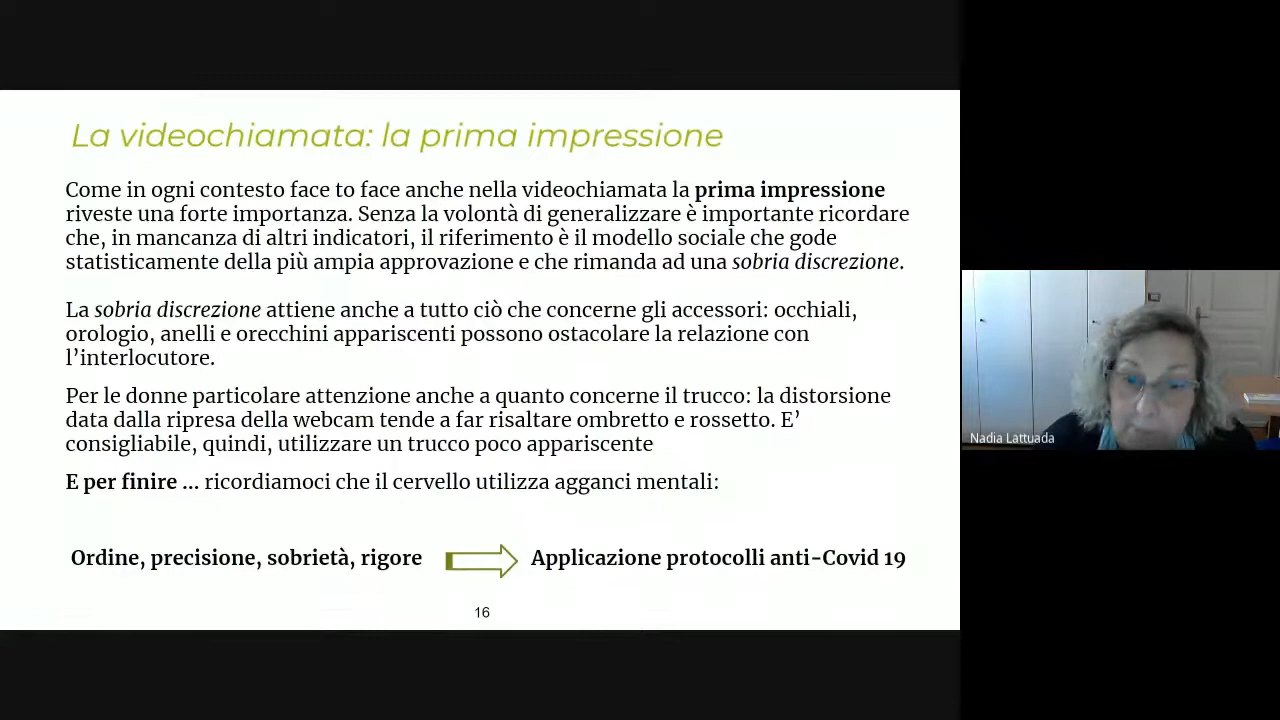 La videochiamata: la prima impressione
Come in ogni contesto face to face anche nella videochiamata la prima impressione
riveste una forte importanza. Senza la volontà di generalizzare è importante ricordare
che, in mancanza di altri indicatori, il riferimento è il modello sociale che gode
statisticamente della più ampia approvazione e che rimanda ad una sobria discrezione.
La sobria discrezione attiene anche a tutto ciò che concerne gli accessori: occhiali,
orologio, anelli e orecchini appariscenti possono ostacolare la relazione con
l’interlocutore.
Per le donne particolare attenzione anche a quanto concerne il trucco: la distorsione
data dalla ripresa della webcam tende a far risaltare ombretto e rossetto. E’
consigliabile, quindi, utilizzare un trucco poco appariscente
E per finire ... ricordiamoci che il cervello utilizza agganci mentali:
Ordine, precisione, sobrietà, rigore
Applicazione protocolli anti-Covid 19
16
Nadia Lattuada